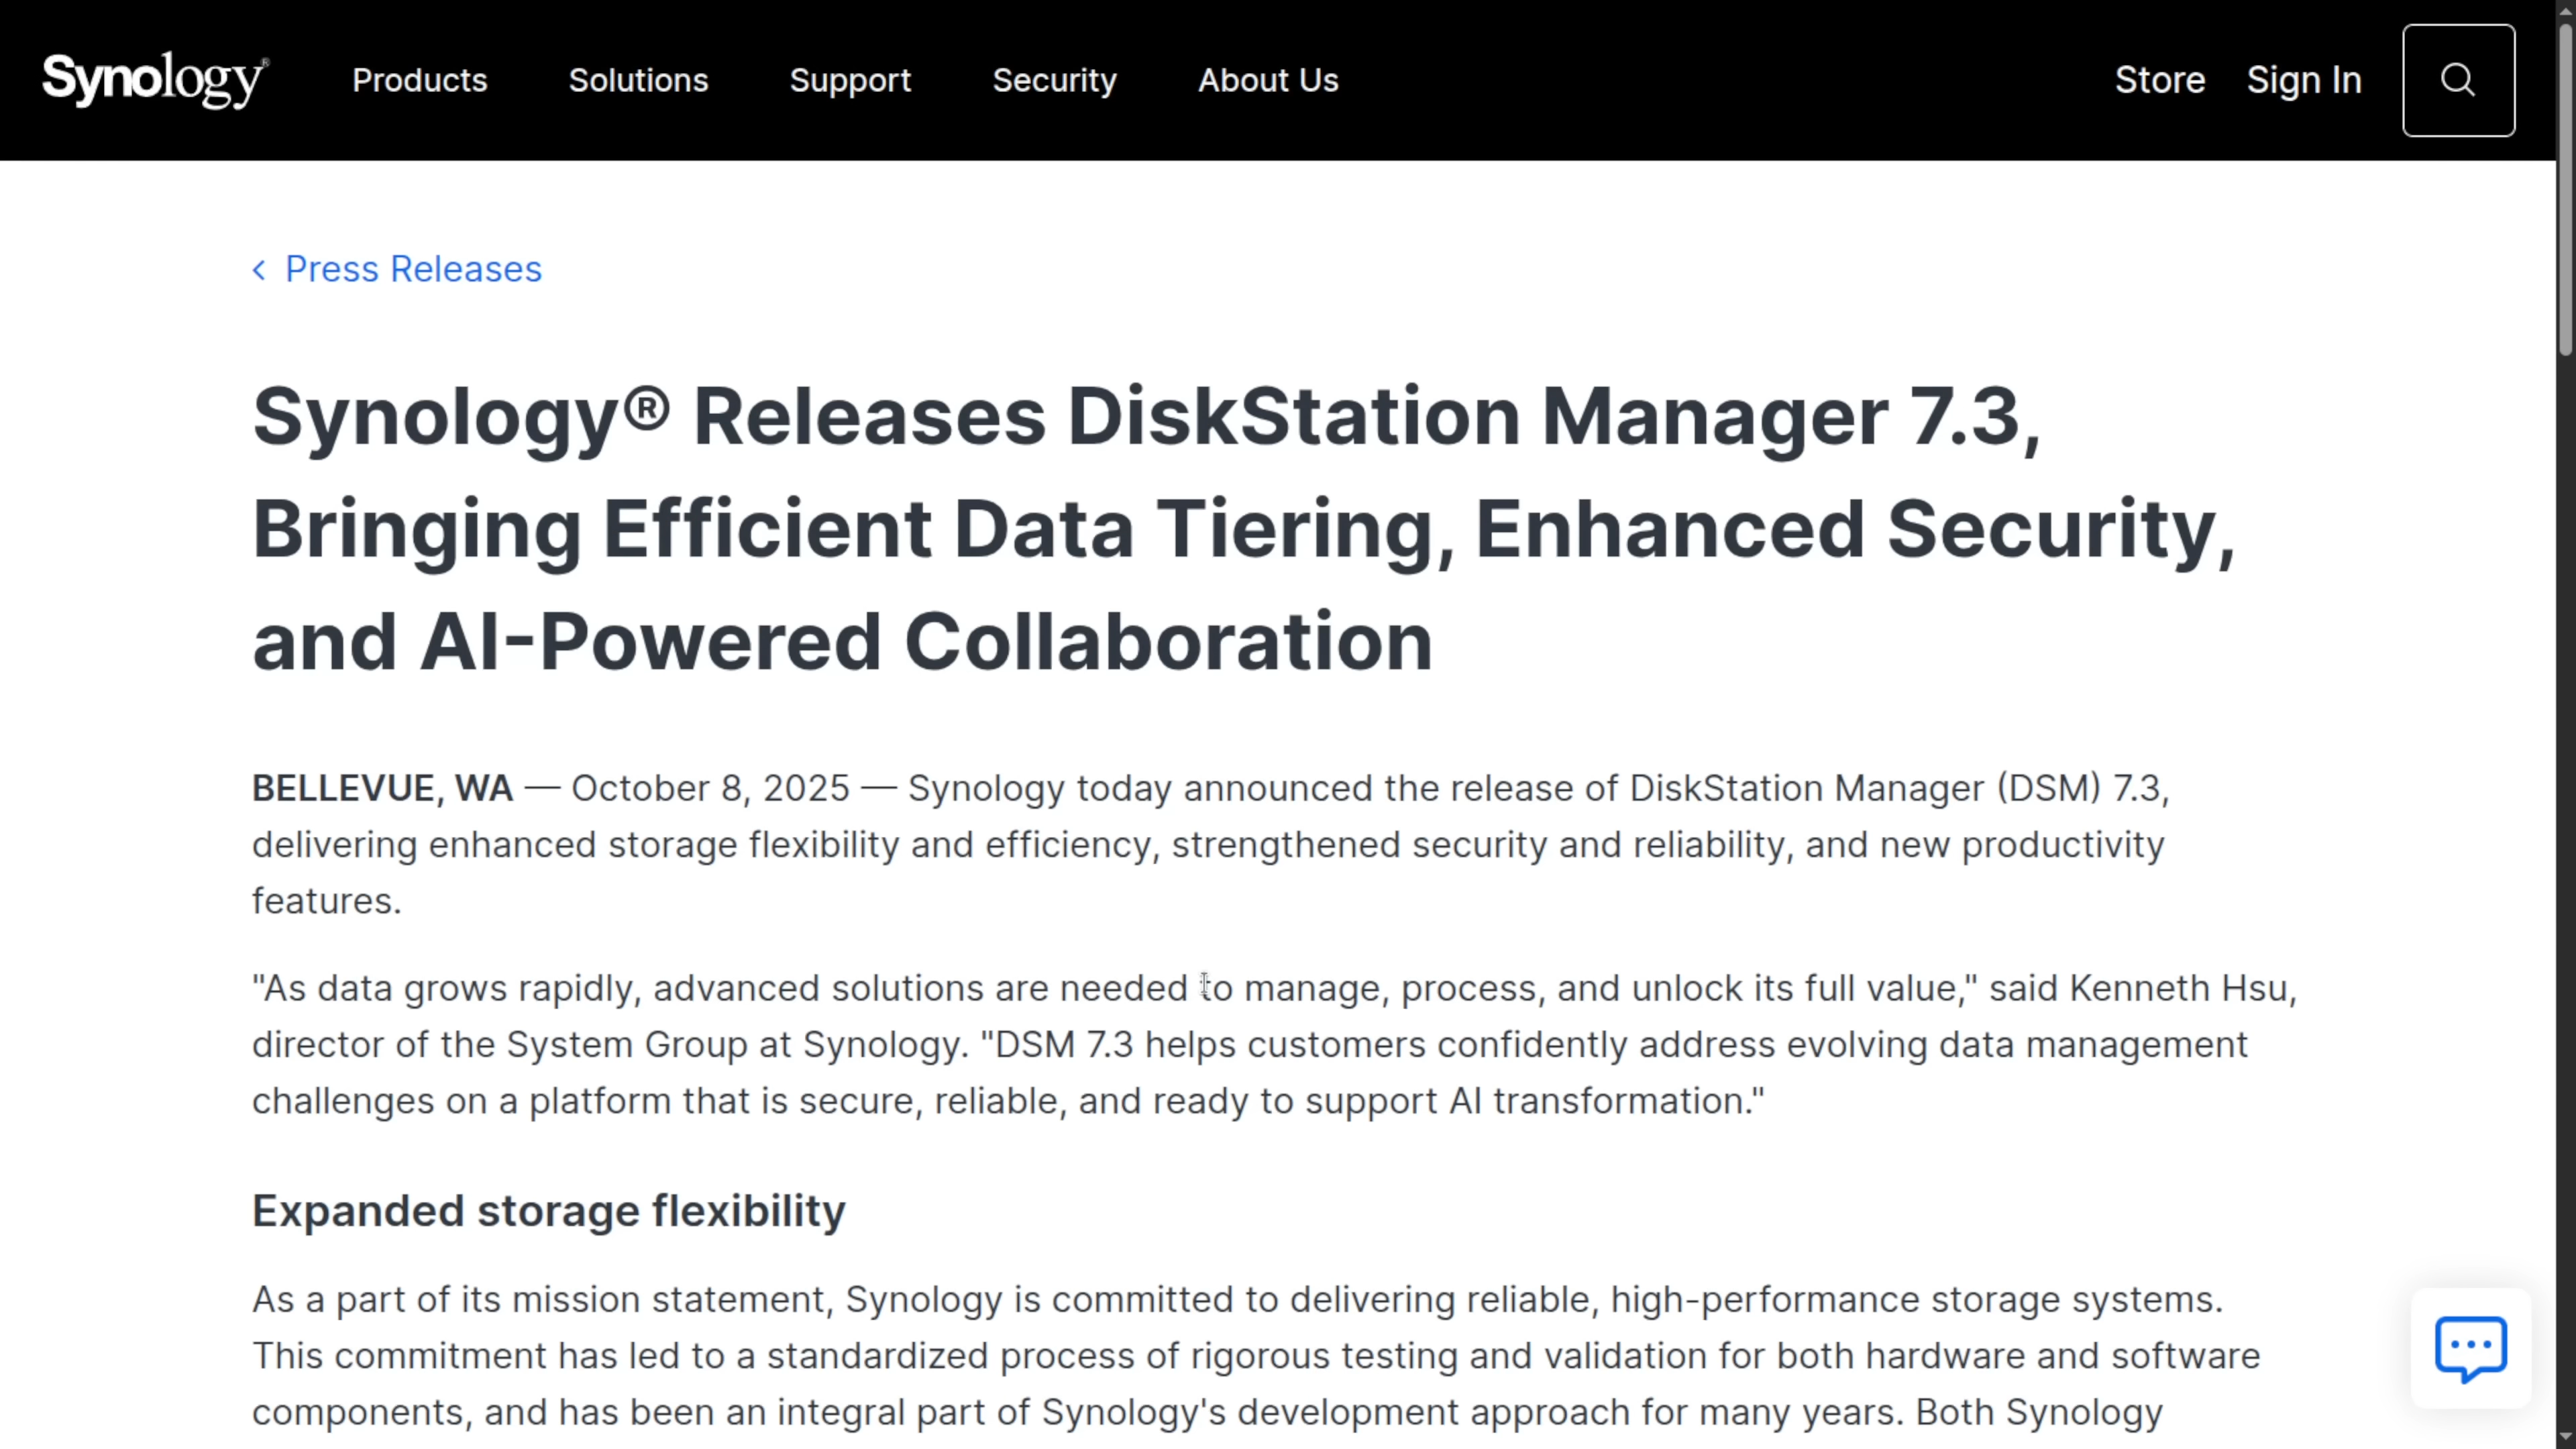 Synology®
Products Solutions Support Security About Us Store Sign In
Press Releases
Synology® Releases DiskStation Manager 7.3,
Bringing Efficient Data Tiering, Enhanced Security,
and AI-Powered Collaboration
BELLEVUE, WA — October 8, 2025 — Synology today announced the release of DiskStation Manager (DSM) 7.3,
delivering enhanced storage flexibility and efficiency, strengthened security and reliability, and new productivity
features.
"As data grows rapidly, advanced solutions are needed to manage, process, and unlock its full value," said Kenneth Hsu,
director of the System Group at Synology. "DSM 7.3 helps customers confidently address evolving data management
challenges on a platform that is secure, reliable, and ready to support AI transformation."
Expanded storage flexibility
As a part of its mission statement, Synology is committed to delivering reliable, high-performance storage systems.
This commitment has led to a standardized process of rigorous testing and validation for both hardware and software
components, and has been an integral part of Synology's development approach for many years. Both Synology